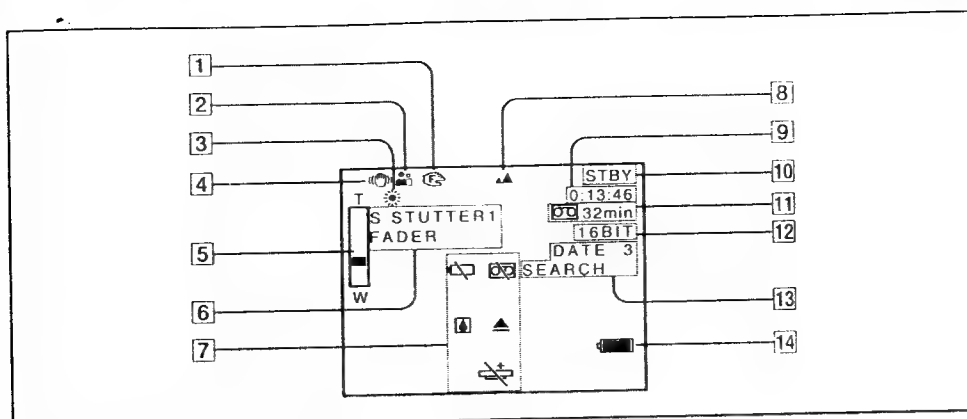 1
2
3
4
5
6
7
8
9
10
11
12
13
14
T
W
S STUTTER1
FADER
STBY
0:13:46
32min
16BIT
DATE 3
SEARCH